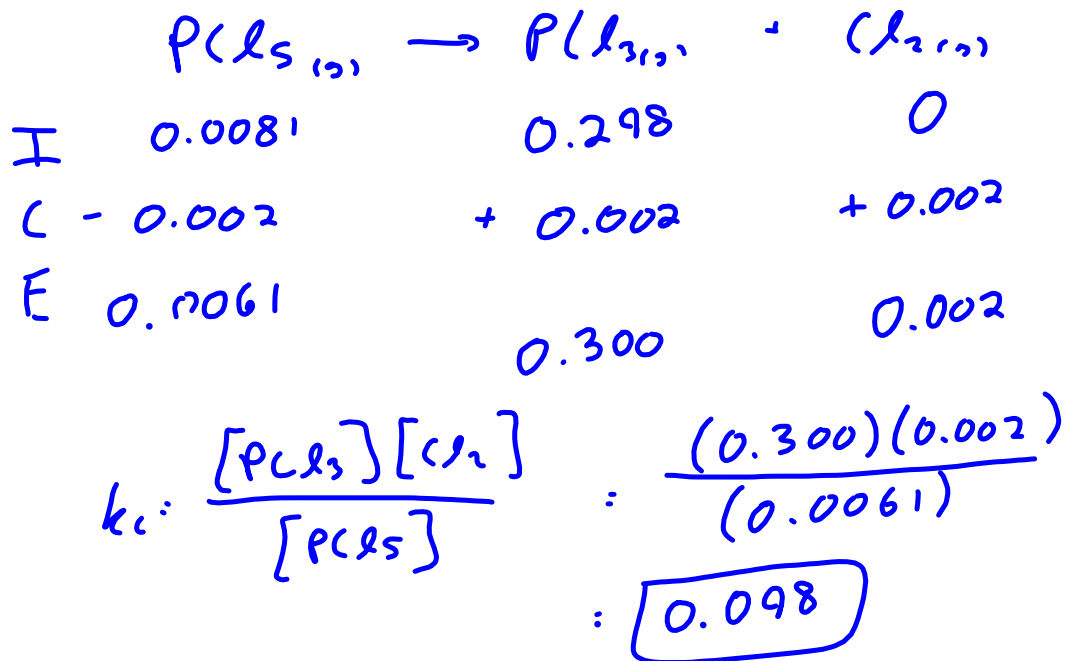 PCl5 (g) → PCl3(g) + Cl2 (g)
I 0.0081 0.298 0
C - 0.002 + 0.002 + 0.002
E 0.0061 0.300 0.002
kc = [PCl3][Cl2] / [PCl5] = (0.300)(0.002) / (0.0061)
= 0.098